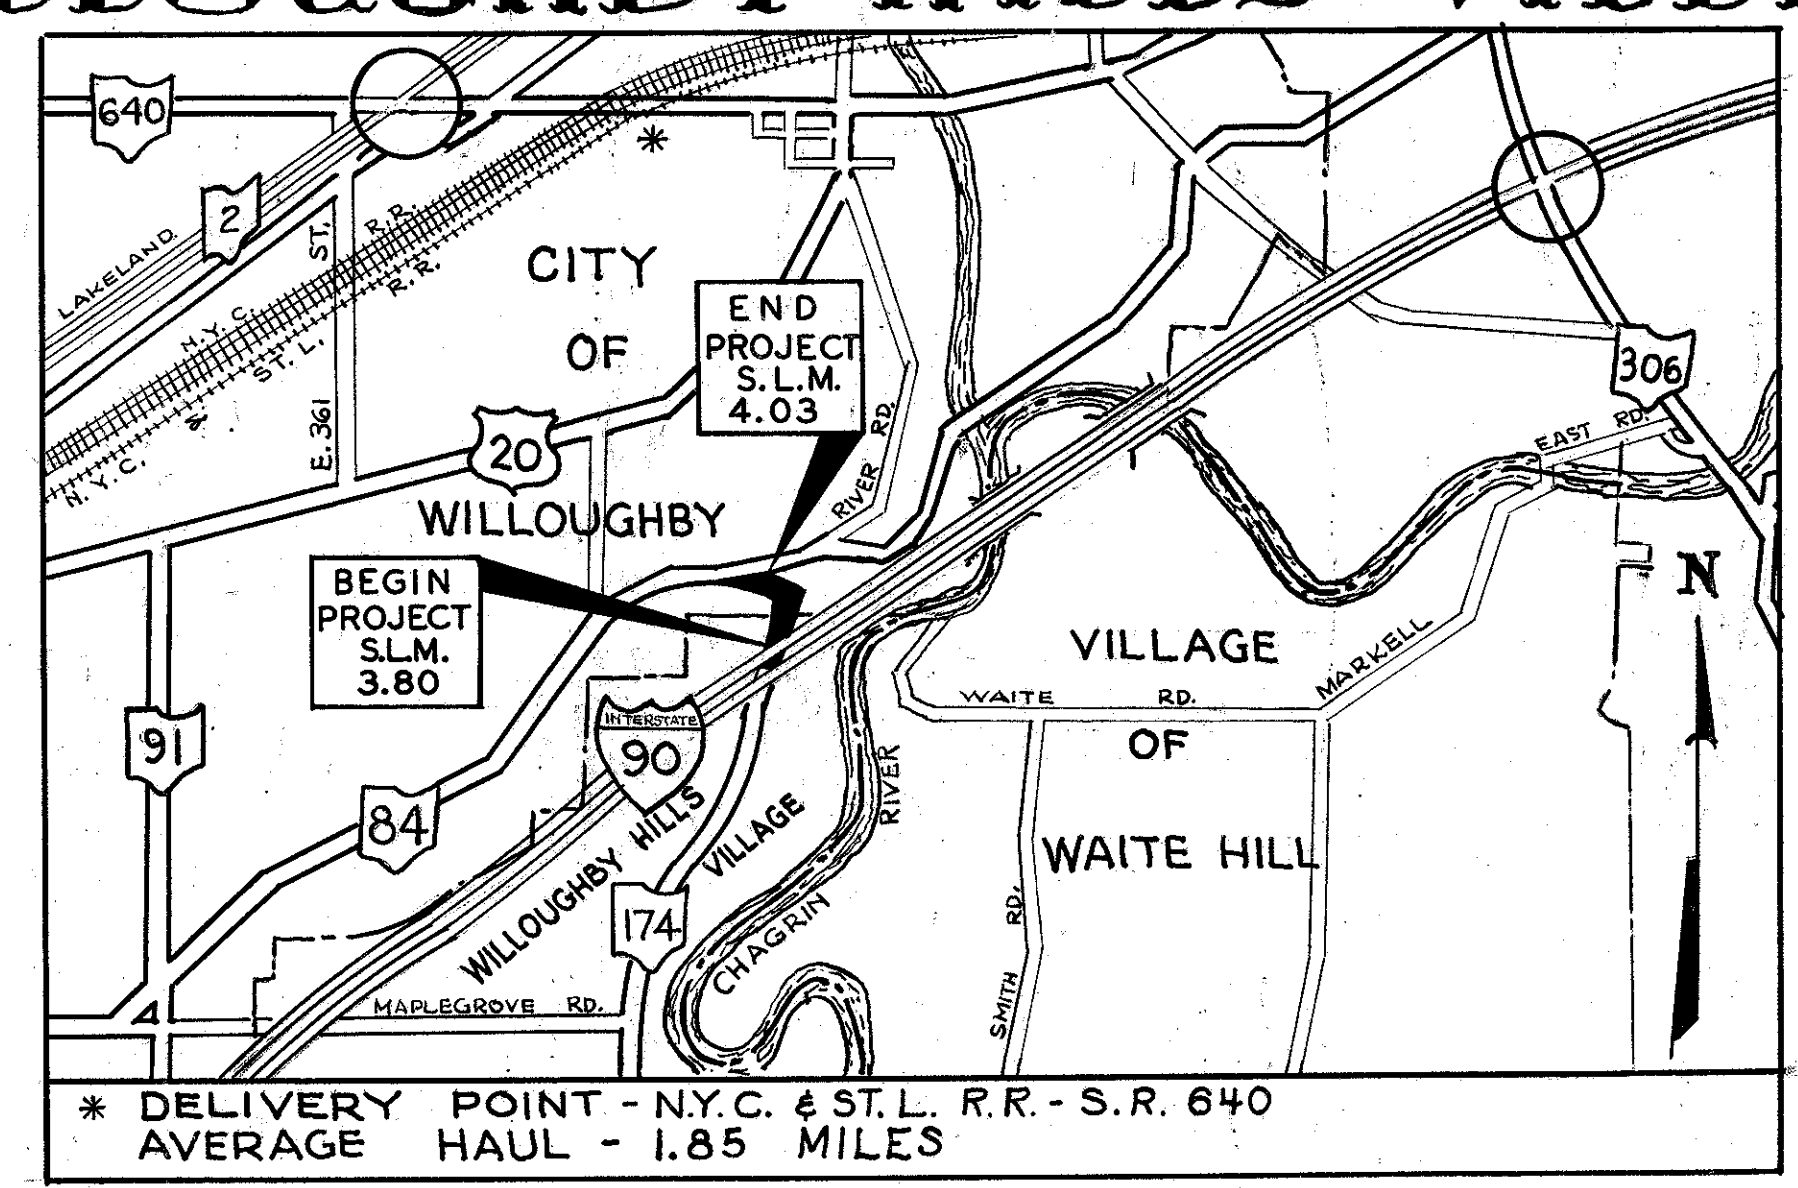 640
2
LAKELAND
ST.
R.R.
N.Y.C.
R.R.
ST. L.
&
N.Y.C.
E. 361
CITY
OF
WILLOUGHBY
END
PROJECT
S.L.M.
4.03
RIVER RD.
20
306
EAST RD.
BEGIN
PROJECT
S.L.M.
3.80
N
VILLAGE
OF
WAITE HILL
MARKELL
WAITE RD.
INTERSTATE
90
91
84
WILLOUGHBY HILLS
VILLAGE
174
CHAGRIN
RIVER
SMITH RD.
MAPLEGROVE RD.
* DELIVERY POINT - N.Y.C. & ST. L. R.R. - S.R. 640
AVERAGE HAUL - 1.85 MILES